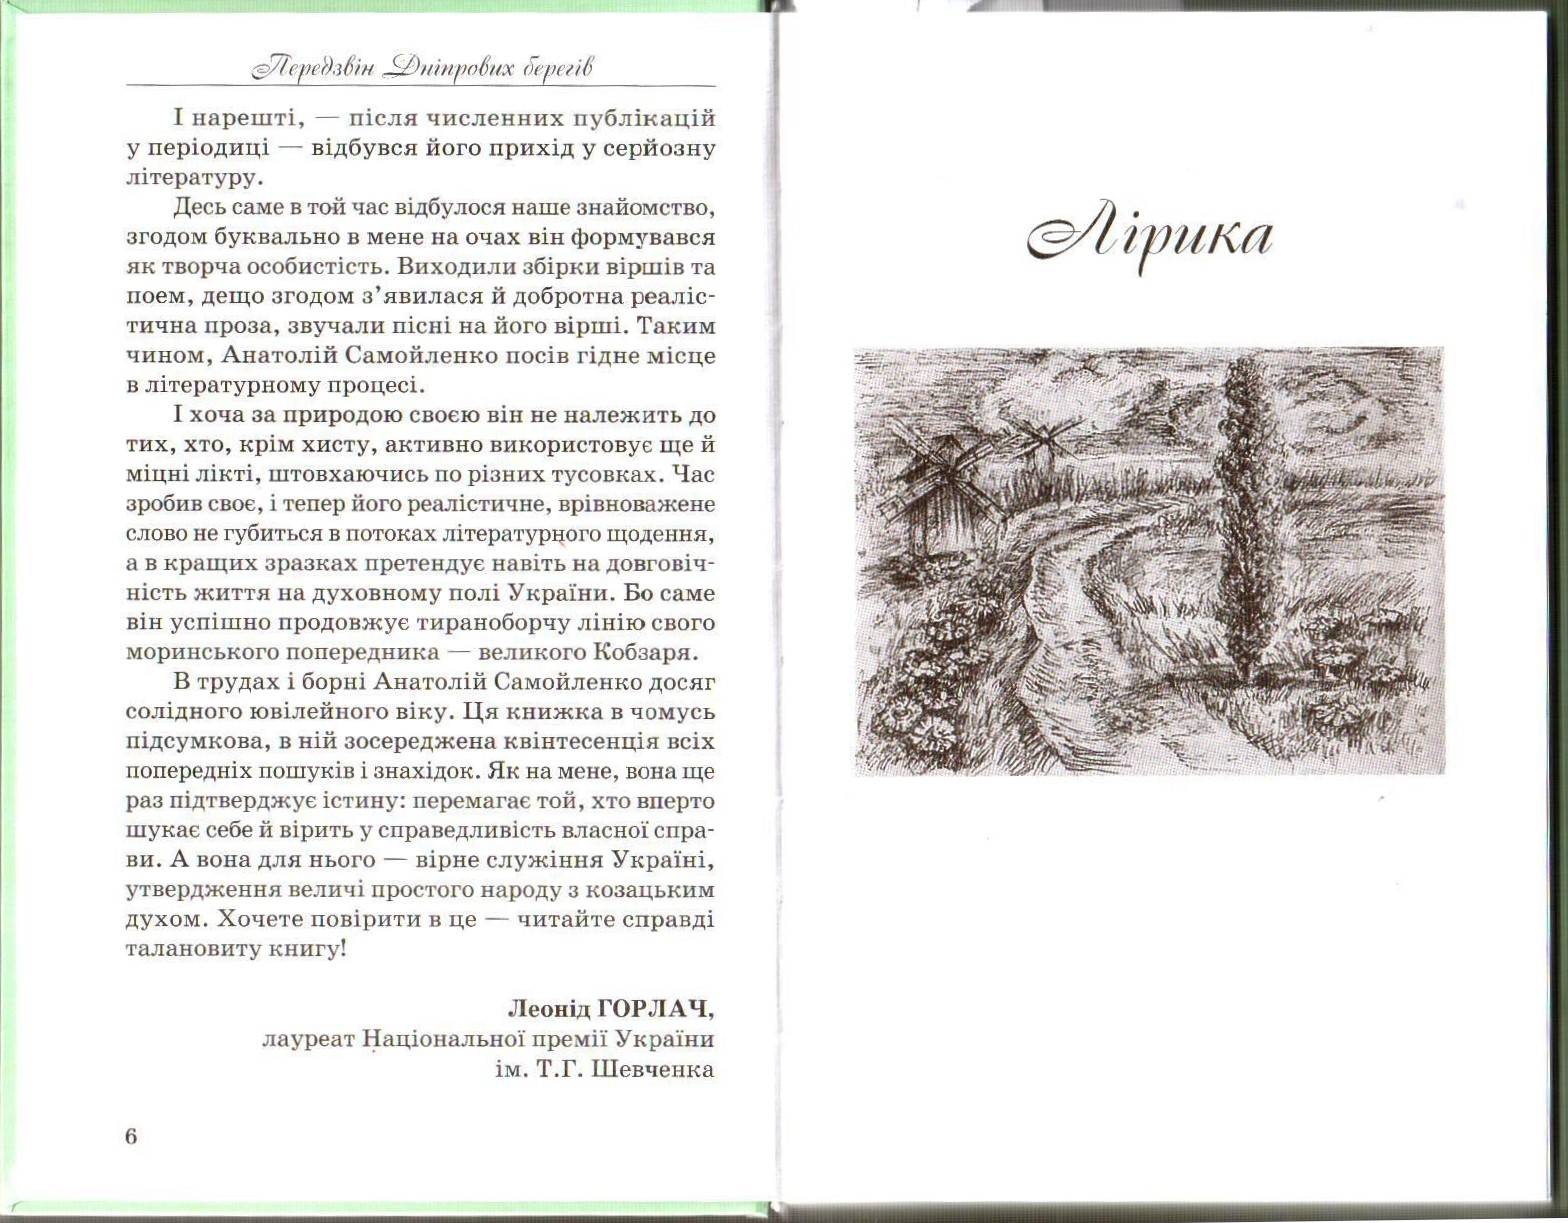 Передзвін Дніпрових берегів
І нарешті, — після численних публікацій
у періодиці — відбувся його прихід у серйозну
літературу.
Десь саме в той час відбулося наше знайомство,
згодом буквально в мене на очах він формувався
як творча особистість. Виходили збірки віршів та
поем, дещо згодом з’явилася й добротна реаліс-
тична проза, звучали пісні на його вірші. Таким
чином, Анатолій Самойленко посів гідне місце
в літературному процесі.
І хоча за природою своєю він не належить до
тих, хто, крім хисту, активно використовує ще й
міцні лікті, штовхаючись по різних тусовках. Час
зробив своє, і тепер його реалістичне, врівноважене
слово не губиться в потоках літературного щодення,
а в кращих зразках претендує навіть на довговіч-
ність життя на духовному полі України. Бо саме
він успішно продовжує тираноборчу лінію свого
моринського попередника — великого Кобзаря.
В трудах і борні Анатолій Самойленко досяг
солідного ювілейного віку. Ця книжка в чомусь
підсумкова, в ній зосереджена квінтесенція всіх
попередніх пошуків і знахідок. Як на мене, вона ще
раз підтверджує істину: перемагає той, хто вперто
шукає себе й вірить у справедливість власної спра-
ви. А вона для нього — вірне служіння Україні,
утвердження величі простого народу з козацьким
духом. Хочете повірити в це — читайте справді
талановиту книгу!
Леонід ГОРЛАЧ,
лауреат Національної премії України
ім. Т.Г. Шевченка
6
Лірика